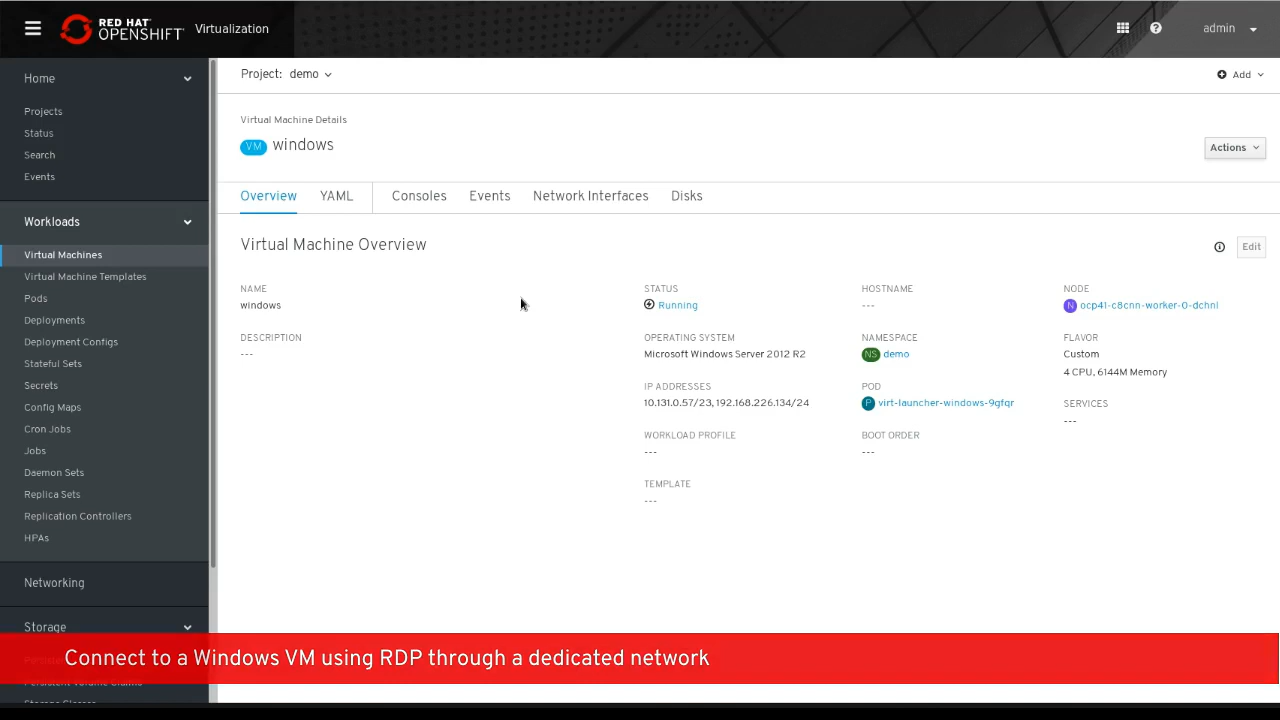 RED HAT
OPENSHIFT
Virtualization
admin
Home
Projects
Status
Search
Events
Workloads
Virtual Machines
Virtual Machine Templates
Pods
Deployments
Deployment Configs
Stateful Sets
Secrets
Config Maps
Cron Jobs
Jobs
Daemon Sets
Replica Sets
Replication Controllers
HPAs
Networking
Storage
Project: demo
Add
Virtual Machine Details
VM windows
Actions
Overview YAML Consoles Events Network Interfaces Disks
Virtual Machine Overview
Edit
NAME
windows
DESCRIPTION
---
STATUS
Running
OPERATING SYSTEM
Microsoft Windows Server 2012 R2
IP ADDRESSES
10.131.0.57/23, 192.168.226.134/24
WORKLOAD PROFILE
---
TEMPLATE
---
HOSTNAME
---
NAMESPACE
NS demo
POD
P virt-launcher-windows-9gfqr
BOOT ORDER
---
NODE
N ocp41-c8cnn-worker-0-dchnl
FLAVOR
Custom
4 CPU, 6144M Memory
SERVICES
---
Connect to a Windows VM using RDP through a dedicated network